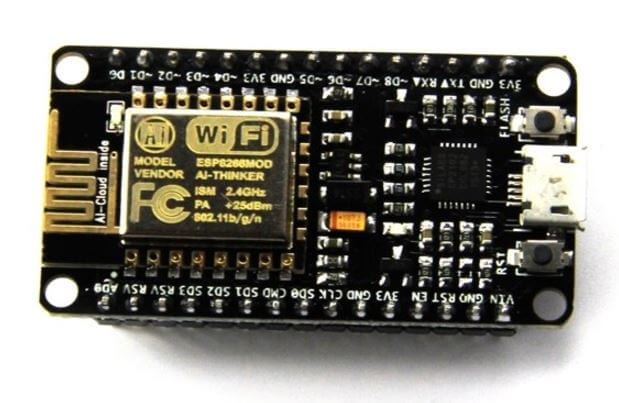 D0 ~D1 ~D2 ~D3 ~D4 3V3 GND ~D5 ~D6 ~D7 ~D8 RX▲ TX▼ GND 3V3
FLASH
Ai WiFi
MODEL ESP8266MOD
VENDOR AI-THINKER
ISM 2.4GHz
FC PA +25dBm
802.11b/g/n
AI-Cloud inside
RST
AD0 RSV RSV SD3 SD2 SD1 CMD SD0 CLK GND 3V3 EN RST GND VIN